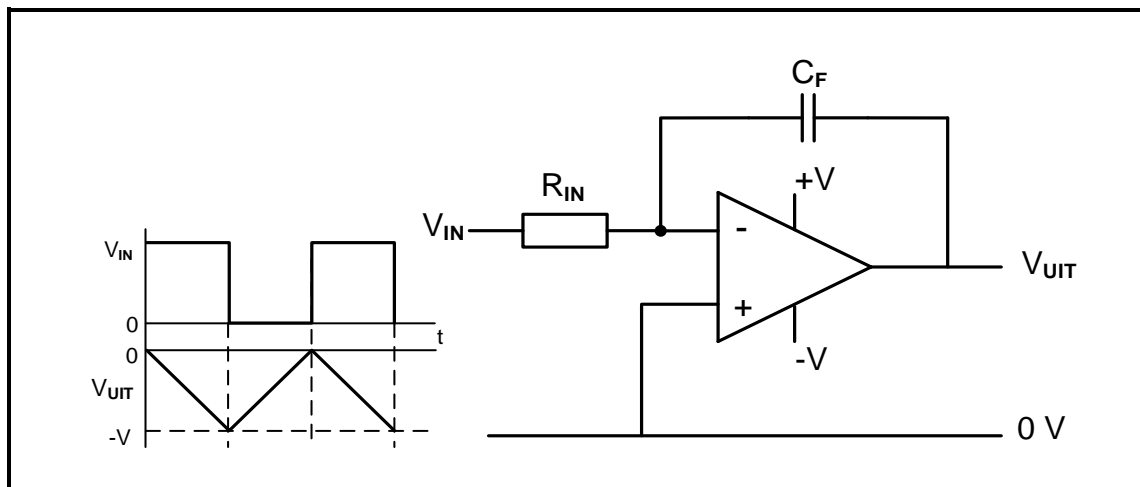 V_IN
0
t
0
V_UIT
-V
C_F
R_IN
V_IN
+V
-
+
-V
V_UIT
0 V